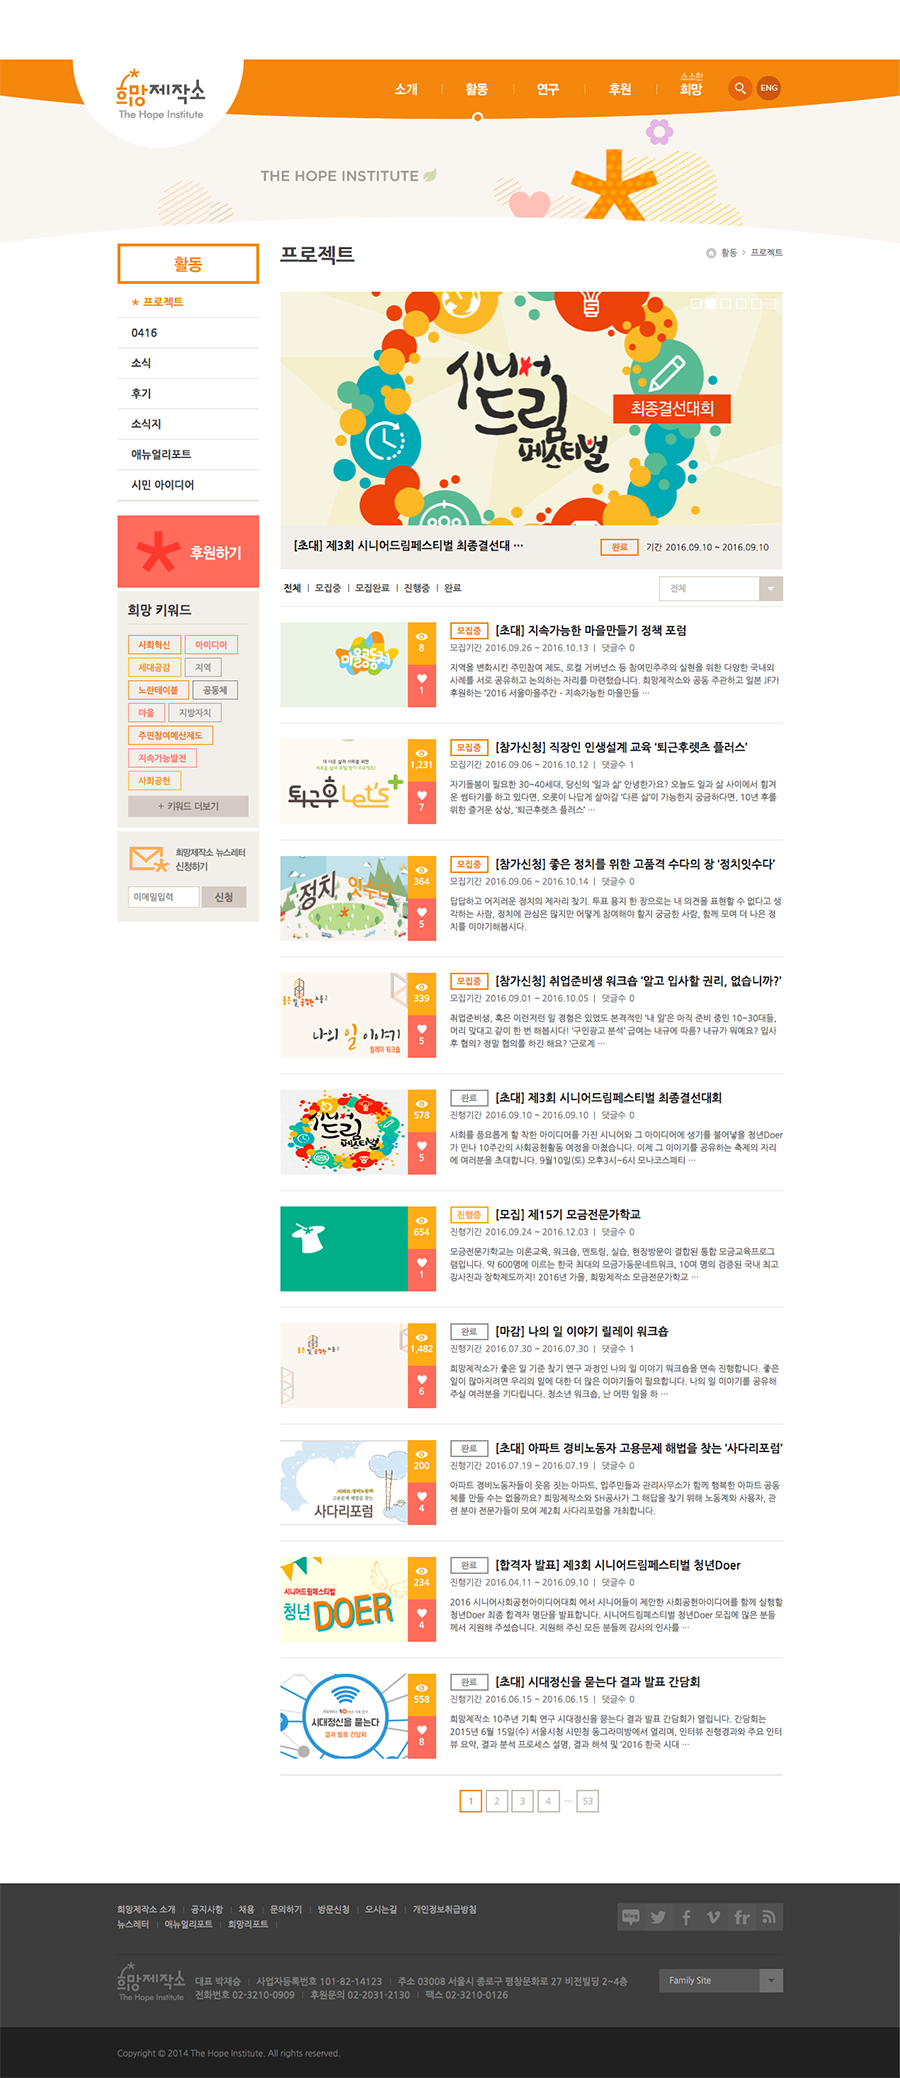 희망제작소
The Hope Institute
소개
활동
연구
후원
소소한
희망
ENG
THE HOPE INSTITUTE
활동
프로젝트
0416
소식
후기
소식지
애뉴얼리포트
시민 아이디어
후원하기
희망 키워드
사회혁신 아이디어
세대공감 지역
노란테이블 공동체
마을 지방자치
주민참여예산제도
지속가능발전
사회공헌
+ 키워드 더보기
희망제작소 뉴스레터
신청하기
이메일입력 신청
프로젝트
활동 > 프로젝트
시니어
드림
페스티벌
최종결선대회
[초대] 제3회 시니어드림페스티벌 최종결선대 ···
완료 기간 2016.09.10 ~ 2016.09.10
전체 | 모집중 | 모집완료 | 진행중 | 완료
전체
마을공동체
8
1
모집중 [초대] 지속가능한 마을만들기 정책 포럼
모집기간 2016.09.26 ~ 2016.10.13 | 댓글수 0
지역을 변화시킨 주민참여 제도, 로컬 거버넌스 등 참여민주주의 실현을 위한 다양한 국내외
사례를 서로 공유하고 논의하는 자리를 마련했습니다. 희망제작소와 공동 주관하고 일본 JF가
후원하는 '2016 서울마을주간 - 지속가능한 마을만들 ···
퇴근후 Let's+
1,231
7
모집중 [참가신청] 직장인 인생설계 교육 '퇴근후렛츠 플러스'
모집기간 2016.09.06 ~ 2016.10.12 | 댓글수 1
자기돌봄이 필요한 30~40세대, 당신의 '일과 삶' 안녕한가요? 오늘도 일과 삶 사이에서 힘겨
운 썸타기를 하고 있다면, 오롯이 나답게 살아갈 '다른 삶'이 가능한지 궁금하다면, 10년 후를
위한 즐거운 상상, '퇴근후렛츠 플러스' ···
정치 잇수다
364
5
모집중 [참가신청] 좋은 정치를 위한 고품격 수다의 장 '정치잇수다'
모집기간 2016.09.06 ~ 2016.10.14 | 댓글수 0
답답하고 어지러운 정치의 제자리 찾기. 투표 용지 한 장으로는 내 의견을 표현할 수 없다고 생
각하는 사람, 정치에 관심은 많지만 어떻게 참여해야 할지 궁금한 사람, 함께 모여 더 나은 정
치를 이야기해봅시다.
나의 일 이야기
릴레이 워크숍
339
5
모집중 [참가신청] 취업준비생 워크숍 '알고 입사할 권리, 없습니까?'
모집기간 2016.09.01 ~ 2016.10.05 | 댓글수 0
취업준비생, 혹은 이런저런 일 경험은 있었도 본격적인 '내 일'은 아직 준비 중인 10~30대들,
머리 맞대고 같이 한 번 해봅시다! '구인광고 분석' 급여는 내규에 따름? 내규가 뭐예요? 입사
후 협의? 정말 협의를 하긴 해요? '근로계 ···
시니어
드림
페스티벌
578
5
완료 [초대] 제3회 시니어드림페스티벌 최종결선대회
진행기간 2016.09.10 ~ 2016.09.10 | 댓글수 0
사회를 풍요롭게 할 착한 아이디어를 가진 시니어와 그 아이디어에 생기를 불어넣을 청년Doer
가 만나 10주간의 사회공헌활동 여정을 마쳤습니다. 이제 그 이야기를 공유하는 축제의 자리
에 여러분을 초대합니다. 9월10일(토) 오후3시~6시 모나코스페티 ···
654
1
진행중 [모집] 제15기 모금전문가학교
진행기간 2016.09.24 ~ 2016.12.03 | 댓글수 0
모금전문가학교는 이론교육, 워크숍, 멘토링, 실습, 현장방문이 결합된 통합 모금교육프로그
램입니다. 약 600명에 이르는 한국 최대의 모금가동문네트워크, 10여 명의 검증된 국내 최고
강사진과 장학제도까지! 2016년 가을, 희망제작소 모금전문가학교 ···
1,482
6
완료 [마감] 나의 일 이야기 릴레이 워크숍
진행기간 2016.07.30 ~ 2016.07.30 | 댓글수 1
희망제작소가 좋은 일 기준 찾기 연구 과정인 나의 일 이야기 워크숍을 연속 진행합니다. 좋은
일이 많아지려면 우리의 일에 대한 더 많은 이야기들이 필요합니다. 나의 일 이야기를 공유해
주실 여러분을 기다립니다. 청소년 워크숍, 난 어떤 일을 하 ···
사다리포럼
200
4
완료 [초대] 아파트 경비노동자 고용문제 해법을 찾는 '사다리포럼'
진행기간 2016.07.19 ~ 2016.07.19 | 댓글수 0
아파트 경비노동자들이 웃음 짓는 아파트, 입주민들과 관리사무소가 함께 행복한 아파트 공동
체를 만들 수는 없을까요? 희망제작소와 SH공사가 그 해답을 찾기 위해 노동계와 사용자, 관
련 분야 전문가들이 모여 제2회 사다리포럼을 개최합니다.
시니어드림페스티벌
청년 DOER
234
4
완료 [합격자 발표] 제3회 시니어드림페스티벌 청년Doer
진행기간 2016.04.11 ~ 2016.09.10 | 댓글수 0
2016 시니어사회공헌아이디어대회 에서 시니어들이 제안한 사회공헌아이디어를 함께 실행할
청년Doer 최종 합격자 명단을 발표합니다. 시니어드림페스티벌 청년Doer 모집에 많은 분들
께서 지원해 주셨습니다. 지원해 주신 모든 분들께 감사의 인사를 ···
시대정신을 묻는다
결과 발표 간담회
558
8
완료 [초대] 시대정신을 묻는다 결과 발표 간담회
진행기간 2016.06.15 ~ 2016.06.15 | 댓글수 0
희망제작소 10주년 기획 연구 시대정신을 묻는다 결과 발표 간담회가 열립니다. 간담회는
2015년 6월 15일(수) 서울시청 시민청 동그라미방에서 열리며, 인터뷰 진행경과와 주요 인터
뷰 요약, 결과 분석 프로세스 설명, 결과 해석 및 '2016 한국 시대 ···
1 2 3 4 ··· 53
희망제작소 소개 | 공지사항 | 채용 | 문의하기 | 방문신청 | 오시는길 | 개인정보취급방침
뉴스레터 | 애뉴얼리포트 | 희망리포트 |
blog
희망제작소
The Hope Institute
대표 박재승 | 사업자등록번호 101-82-14123 | 주소 03008 서울시 종로구 평창문화로 27 비전빌딩 2~4층
전화번호 02-3210-0909 | 후원문의 02-2031-2130 | 팩스 02-3210-0126
Family Site
Copyright © 2014 The Hope Institute. All rights reserved.